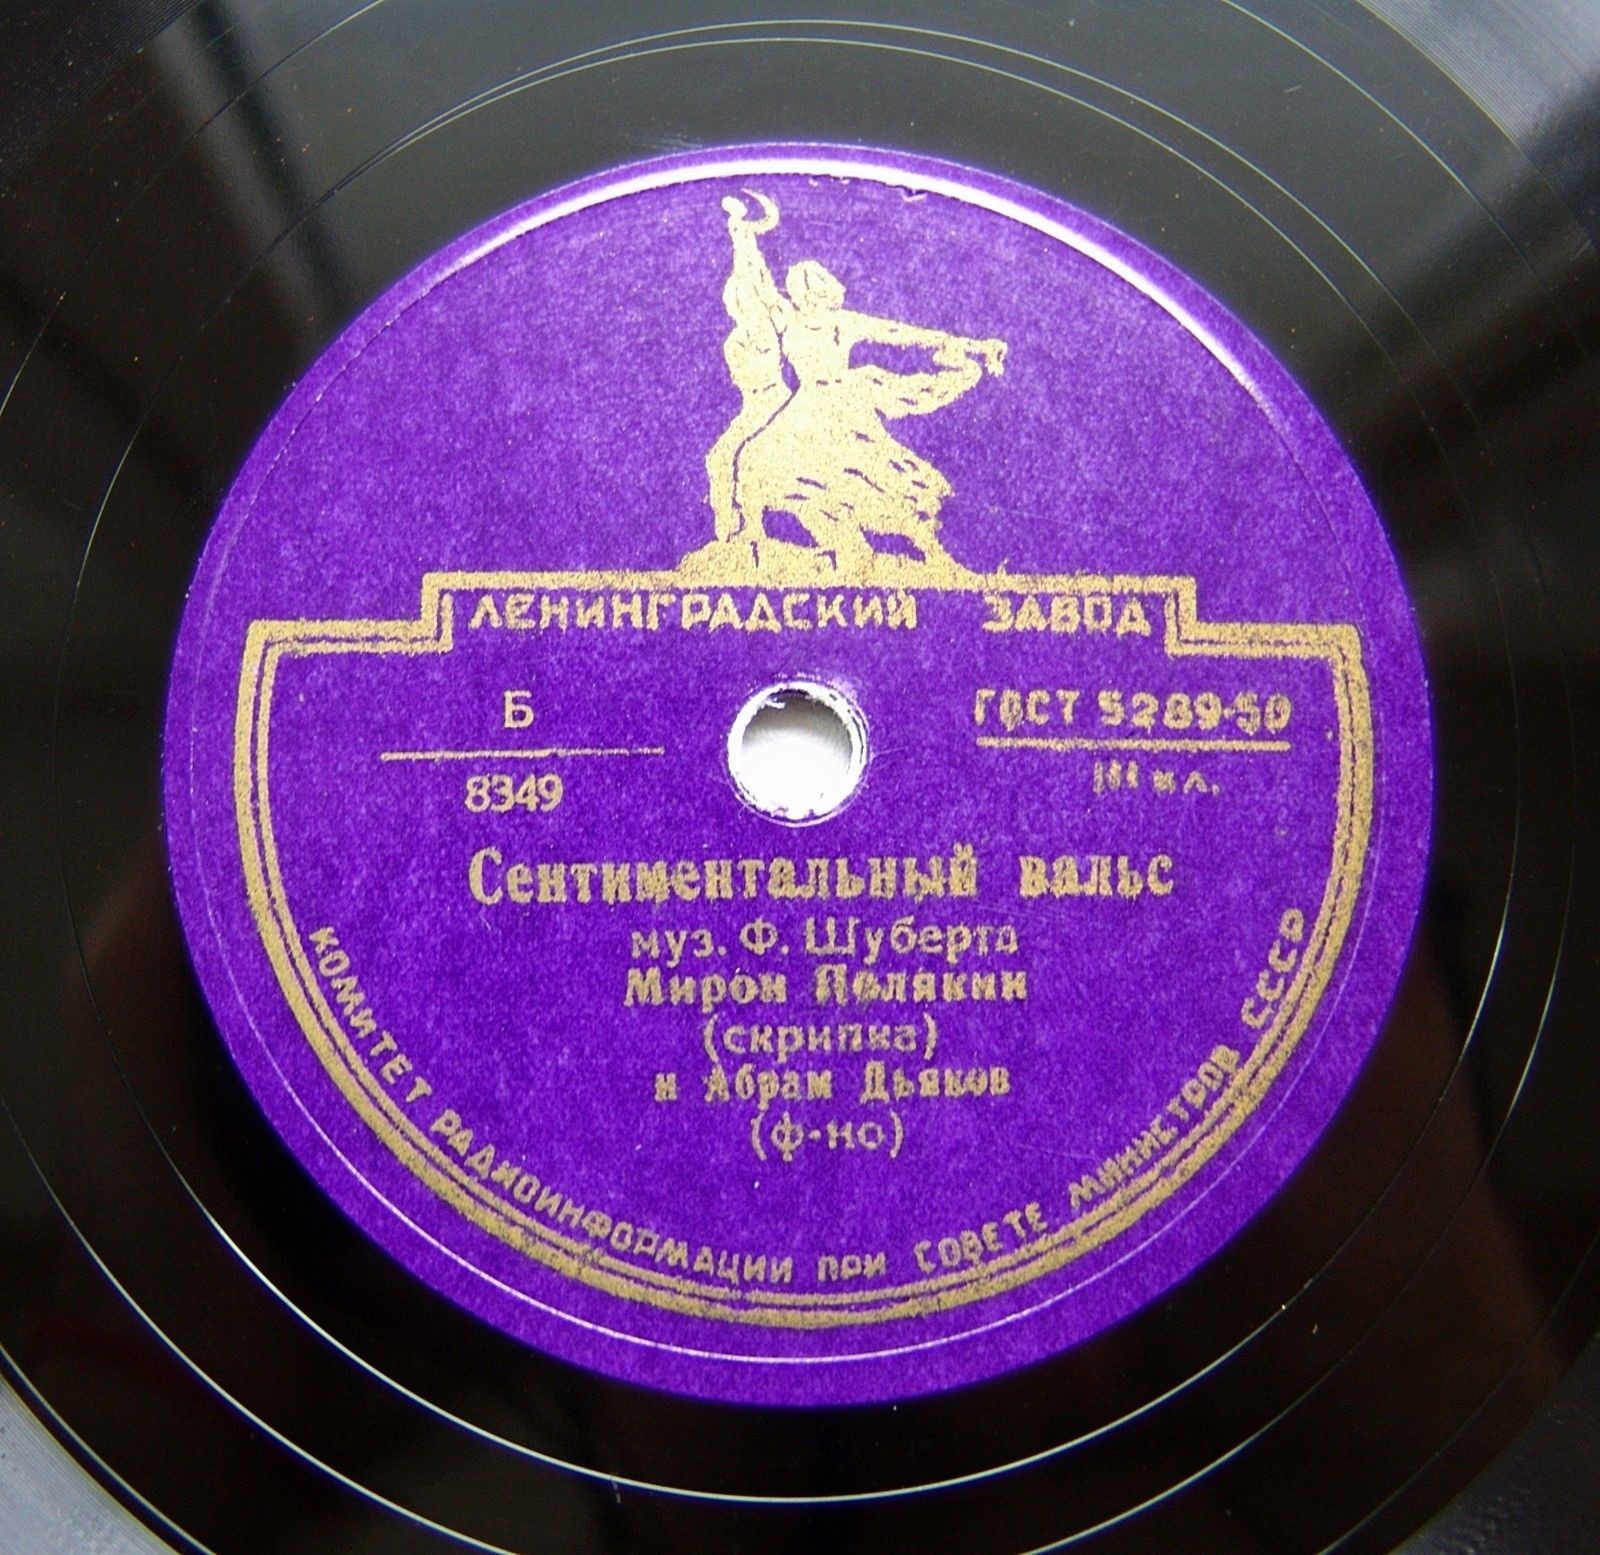 ЛЕНИНГРАДСКИЙ ЗАВОД
Б
8349
ГОСТ 5289-50
Сентиментальный вальс
муз. Ф. Шуберта
Мирон Полякин
(скрипка)
и Абрам Дьяков
(ф-но)
КОМИТЕТ РАДИОИНФОРМАЦИИ ПРИ СОВЕТЕ МИНИСТРОВ СССР